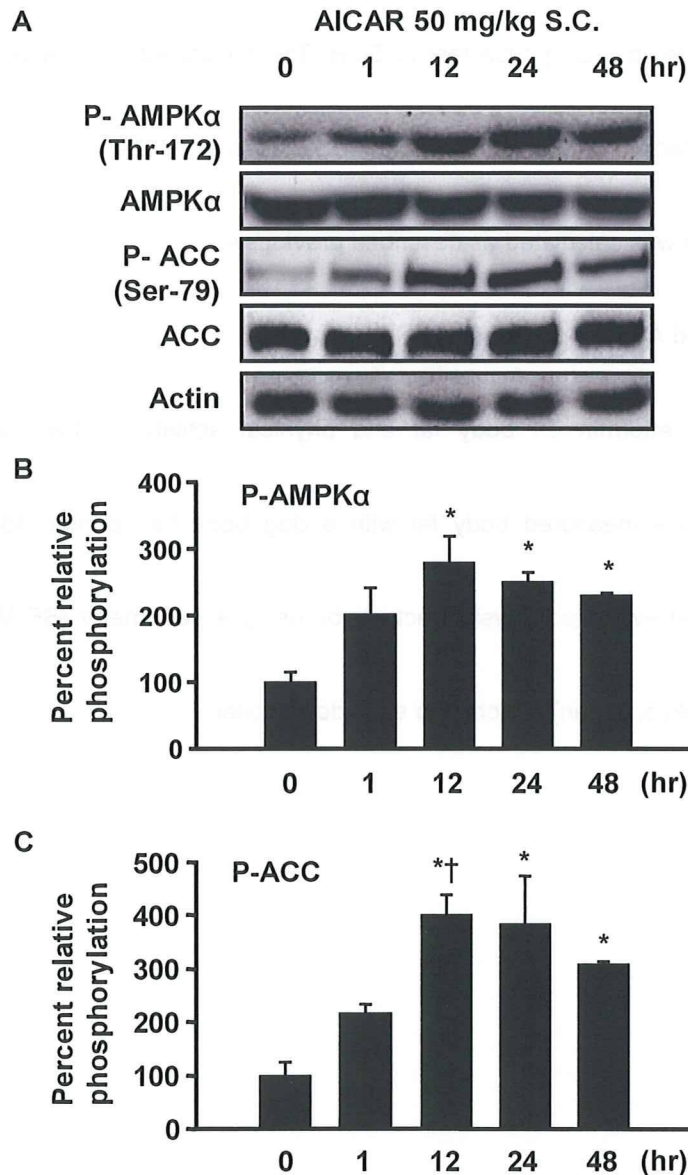 A
AICAR 50 mg/kg S.C.
0 1 12 24 48 (hr)
P- AMPKα
(Thr-172)
AMPKα
P- ACC
(Ser-79)
ACC
Actin
B
P-AMPKα
Percent relative
phosphorylation
400
300
200
100
0
*
*
*
0 1 12 24 48 (hr)
C
P-ACC
Percent relative
phosphorylation
500
400
300
200
100
0
*†
*
*
0 1 12 24 48 (hr)